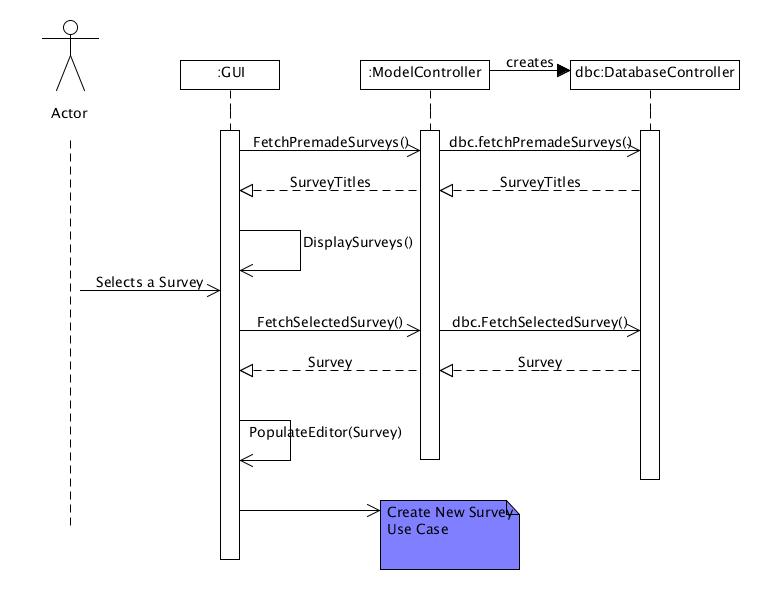 creates
:GUI
:ModelController
dbc:DatabaseController
Actor
FetchPremadeSurveys()
dbc.fetchPremadeSurveys()
SurveyTitles
SurveyTitles
DisplaySurveys()
Selects a Survey
FetchSelectedSurvey()
dbc.FetchSelectedSurvey()
Survey
Survey
PopulateEditor(Survey)
Create New Survey
Use Case